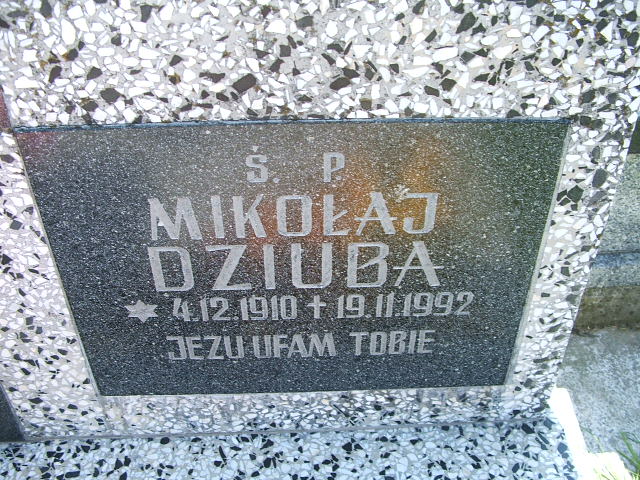 Ś. P.
MIKOŁAJ
DZIUBA
* 4.12.1910 + 19.11.1992
JEZU UFAM TOBIE